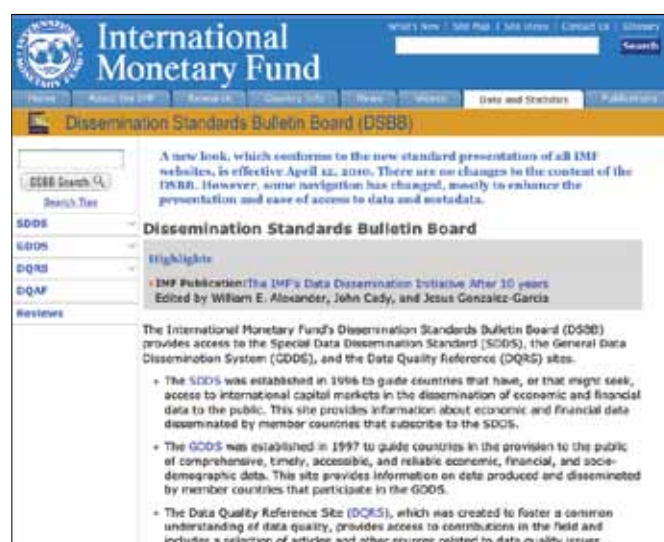 International
Monetary Fund
What's New | Site Map | Site Index | Contact Us | Glossary
Search
Home About the IMF Research Country Info News Videos Data and Statistics Publications
Dissemination Standards Bulletin Board (DSBB)
DSBB Search
Search Tips
SDDS
GDDS
DQRS
DQAF
Reviews
A new look, which conforms to the new standard presentation of all IMF
websites, is effective April 12, 2010. There are no changes to the content of the
DSBB. However, some navigation has changed, mostly to enhance the
presentation and ease of access to data and metadata.
Dissemination Standards Bulletin Board
Highlights
IMF Publication:The IMF's Data Dissemination Initiative After 10 years
Edited by William E. Alexander, John Cady, and Jesus Gonzalez-Garcia
The International Monetary Fund's Dissemination Standards Bulletin Board (DSBB)
provides access to the Special Data Dissemination Standard (SDDS), the General Data
Dissemination System (GDDS), and the Data Quality Reference (DQRS) sites.
• The SDDS was established in 1996 to guide countries that have, or that might seek,
access to international capital markets in the dissemination of economic and financial
data to the public. This site provides information about economic and financial data
disseminated by member countries that subscribe to the SDDS.
• The GDDS was established in 1997 to guide countries in the provision to the public
of comprehensive, timely, accessible, and reliable economic, financial, and socio-
demographic data. This site provides information on data produced and disseminated
by member countries that participate in the GDDS.
• The Data Quality Reference Site (DQRS), which was created to foster a common
understanding of data quality, provides access to contributions in the field and
includes a selection of articles and other sources related to data quality issues.